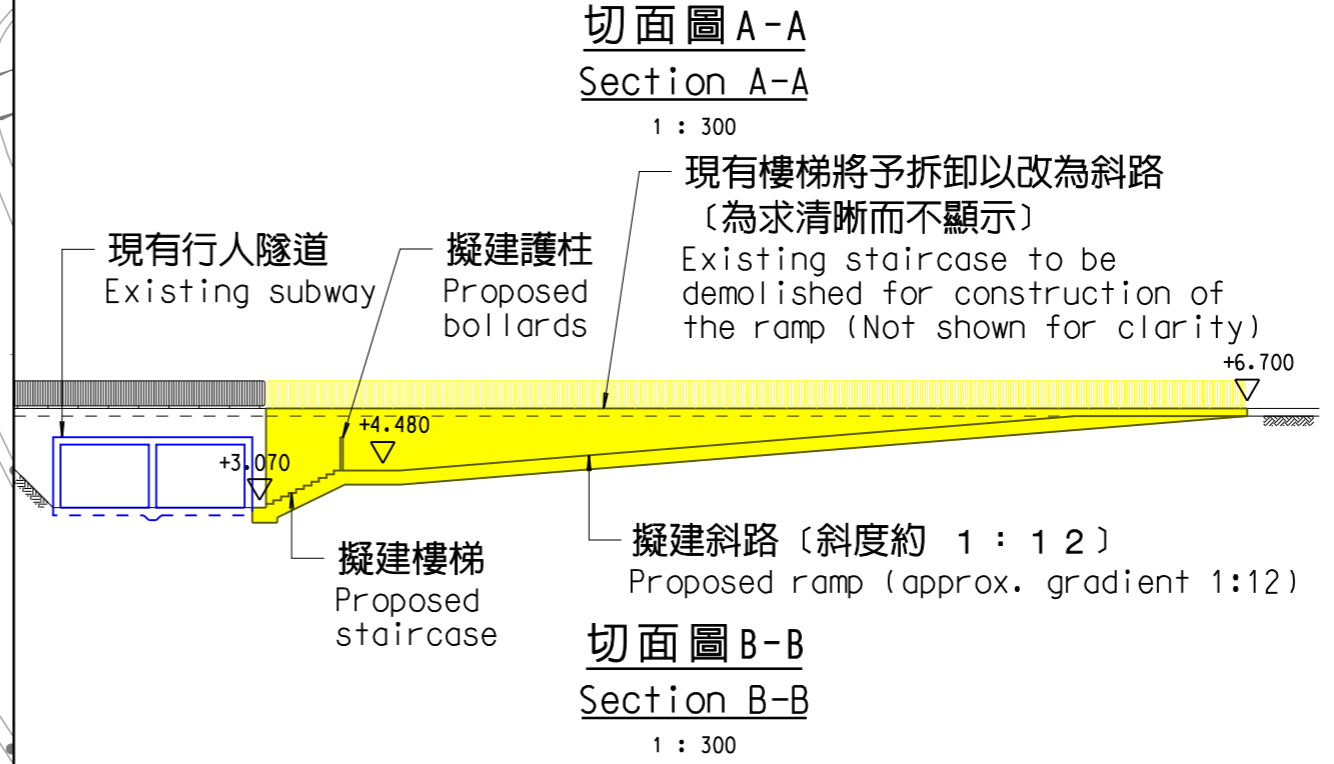 切面圖A-A
Section A-A
1 : 300
現有樓梯將予拆卸以改為斜路
〔為求清晰而不顯示〕
Existing staircase to be
demolished for construction of
the ramp (Not shown for clarity)
現有行人隧道
Existing subway
擬建護柱
Proposed
bollards
+6.700
+4.480
+3.070
擬建樓梯
Proposed
staircase
擬建斜路〔斜度約 1：12〕
Proposed ramp (approx. gradient 1:12)
切面圖B-B
Section B-B
1 : 300